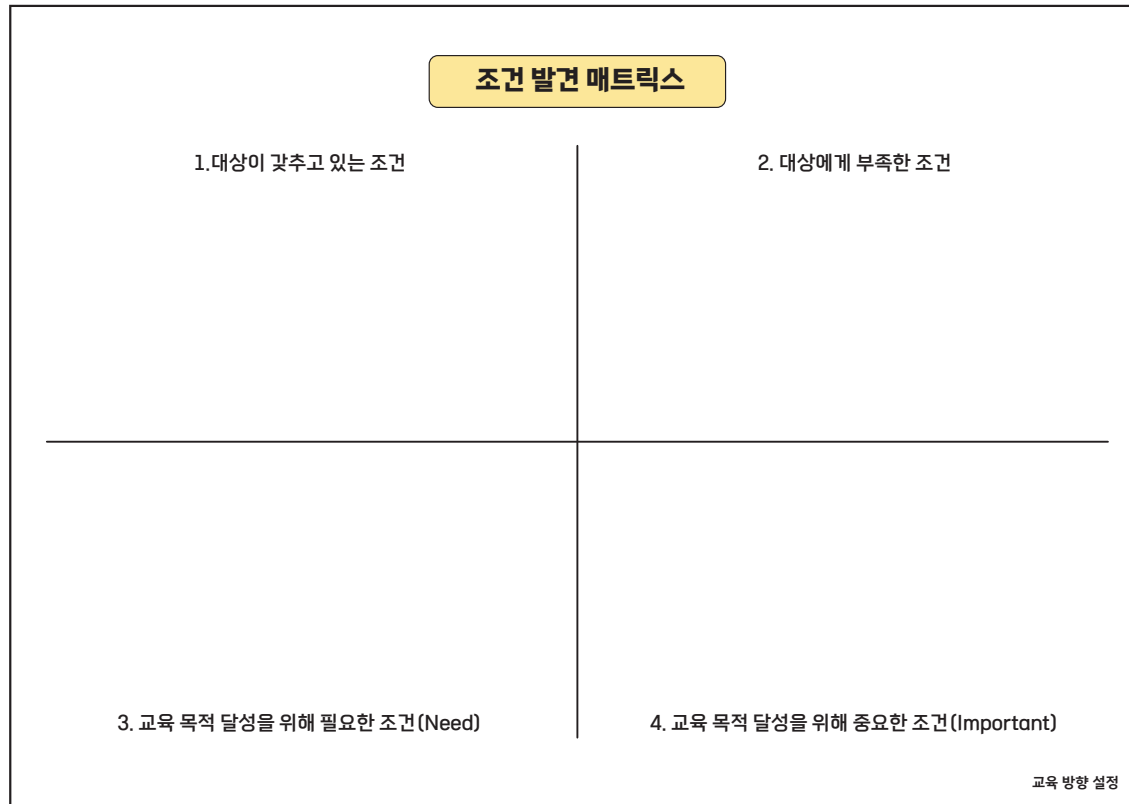 조건 발견 매트릭스
1.대상이 갖추고 있는 조건
2. 대상에게 부족한 조건
3. 교육 목적 달성을 위해 필요한 조건(Need)
4. 교육 목적 달성을 위해 중요한 조건(Important)
교육 방향 설정